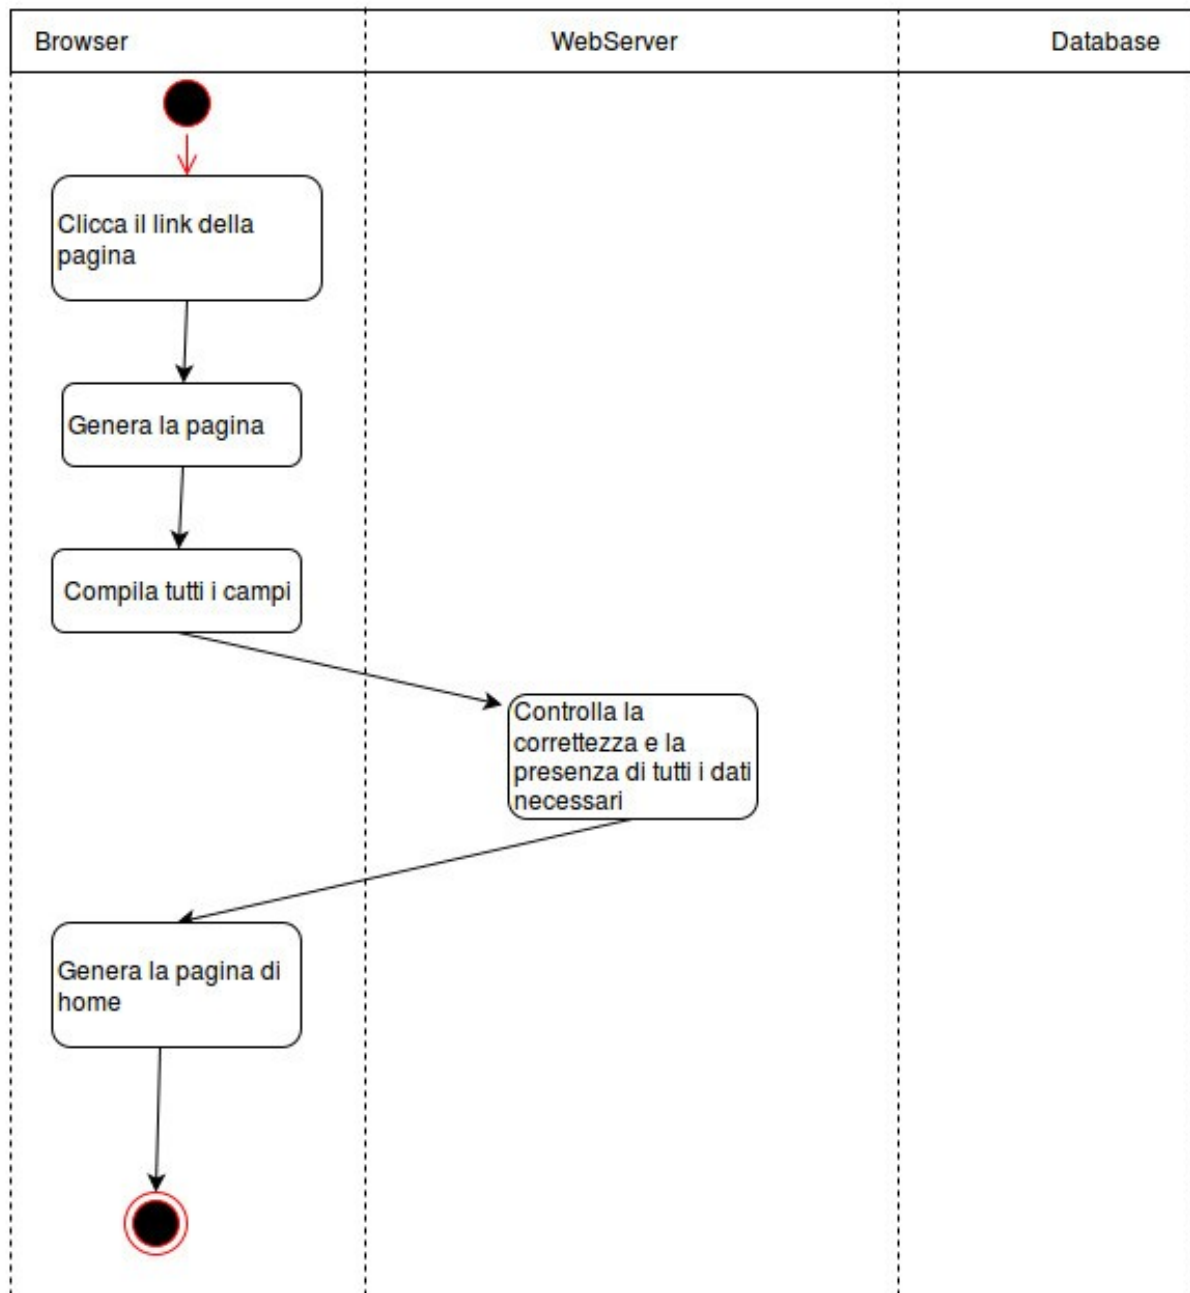 Browser
WebServer
Database
Clicca il link della
pagina
Genera la pagina
Compila tutti i campi
Controlla la
correttezza e la
presenza di tutti i dati
necessari
Genera la pagina di
home